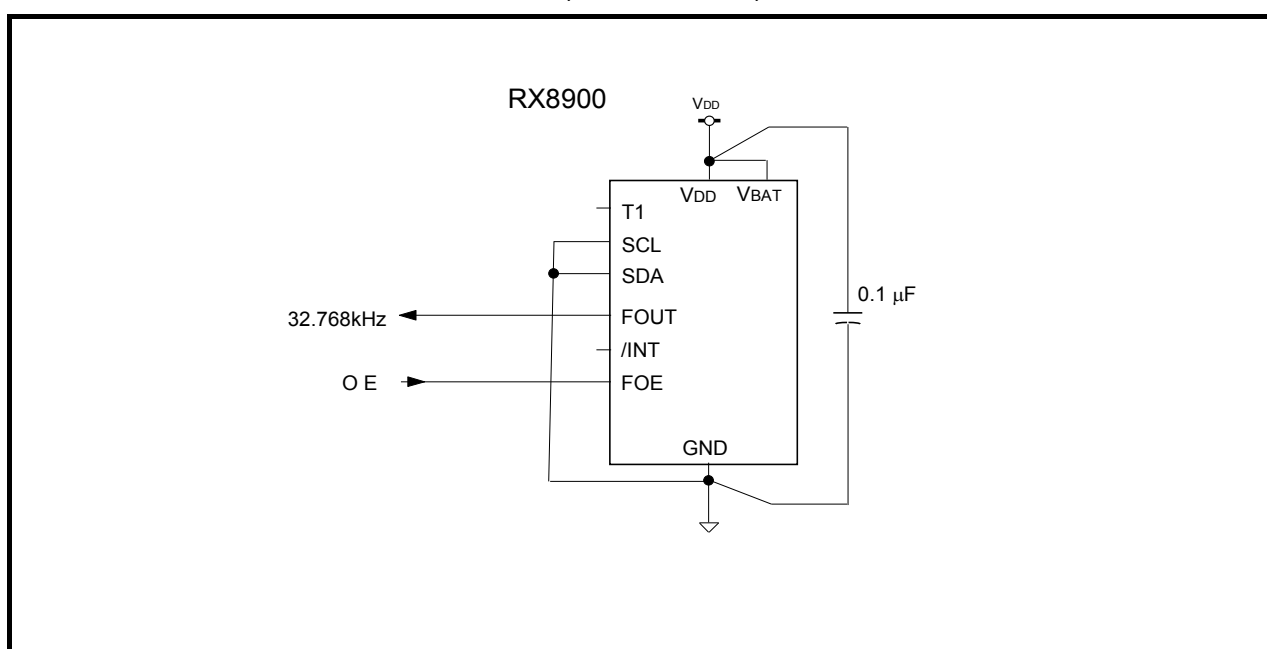 RX8900
VDD
VDD VBAT
T1
SCL
SDA
0.1 μF
32.768kHz
FOUT
/INT
O E
FOE
GND